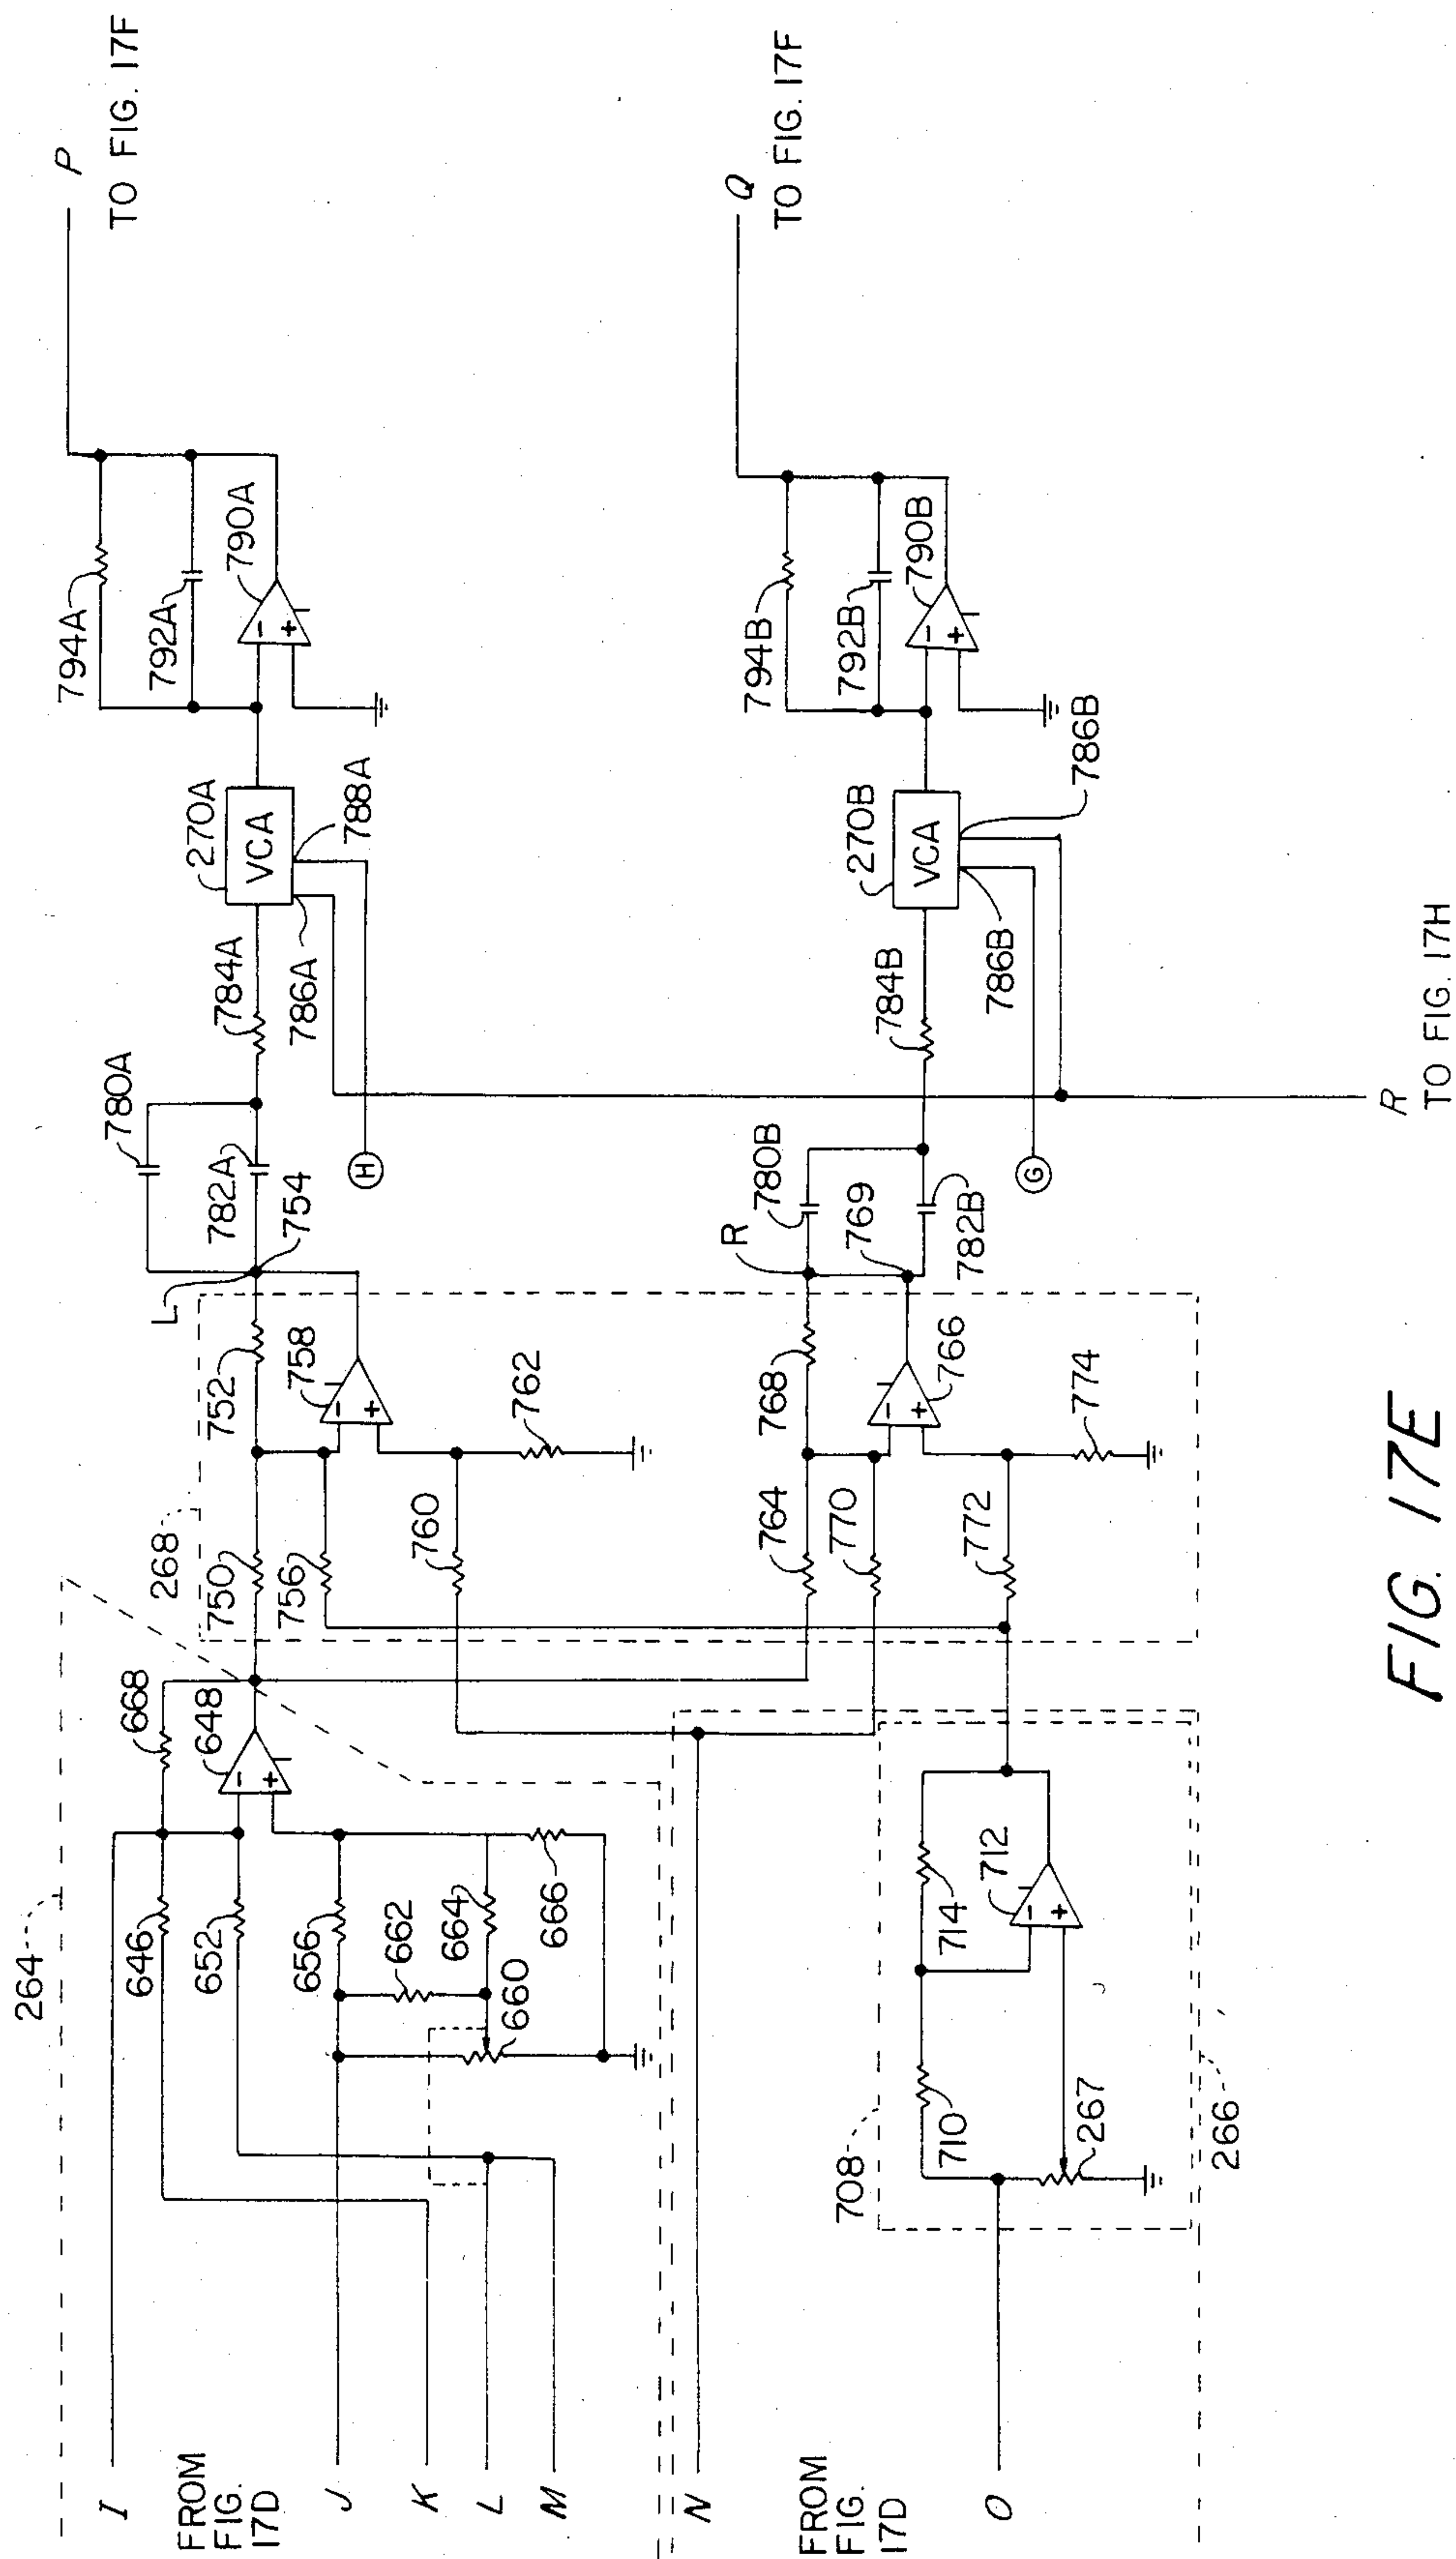 264
I
FROM
FIG.
17D
J
K
L
M
N
FROM
FIG.
17D
O
646
652
656
662
664
660
666
668
648
708
710
714
712
267
266
268
750
752
756
758
760
762
764
768
770
766
772
774
L
754
780A
782A
784A
270A
VCA
786A
788A
H
794A
792A
790A
P
TO FIG. 17F
R
769
780B
782B
784B
270B
VCA
786B
786B
G
794B
792B
790B
Q
TO FIG. 17F
R
TO FIG. 17H
-
+
-
+
-
+
-
+
-
+
-
+
FIG. 17E